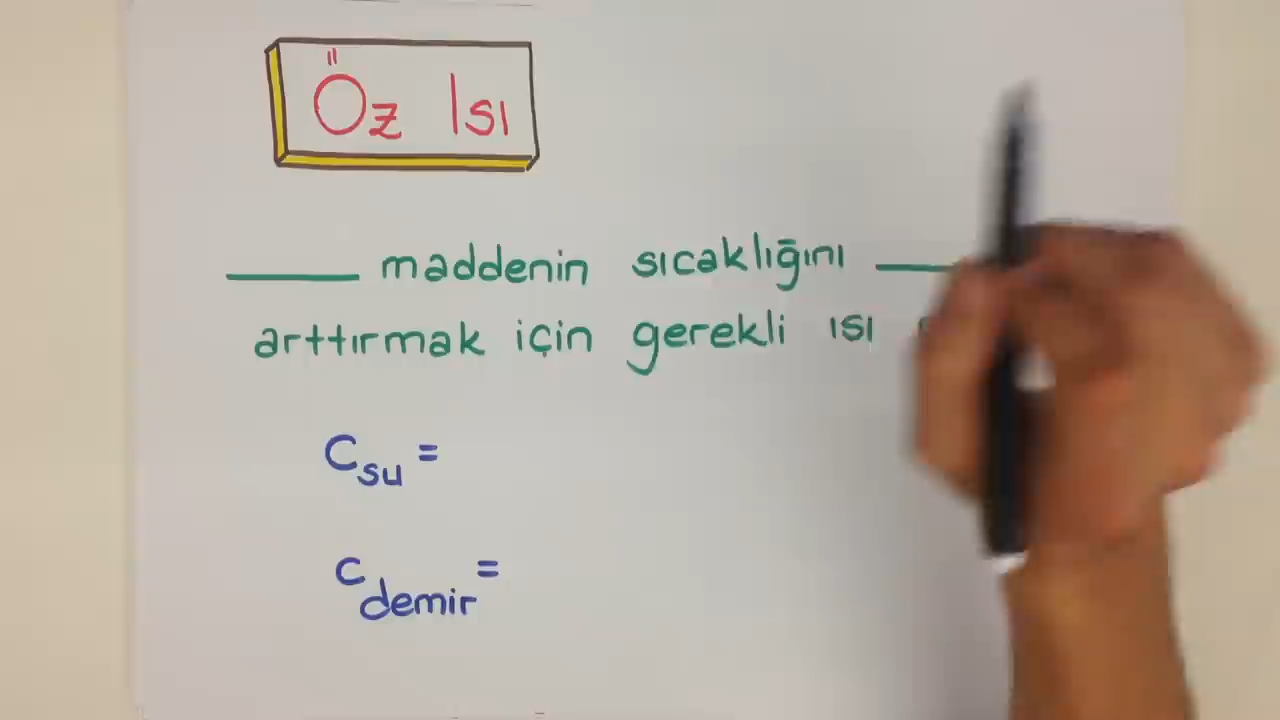 Öz Isı
____ maddenin sıcaklığını ____
arttırmak için gerekli ısı
C su =
C demir =